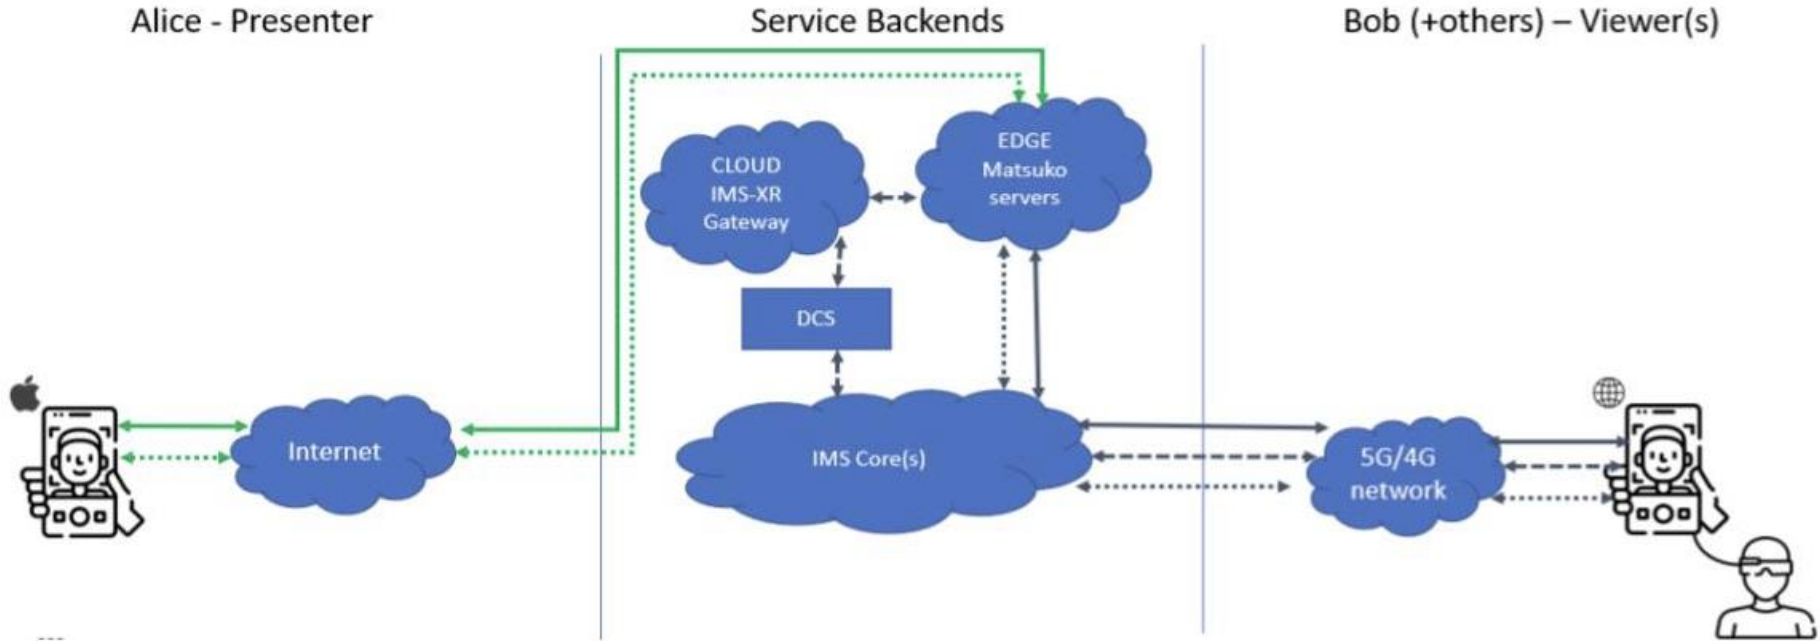 Alice - Presenter
Service Backends
Bob (+others) – Viewer(s)
CLOUD
IMS-XR
Gateway
EDGE
Matsuko
servers
DCS
Internet
IMS Core(s)
5G/4G
network